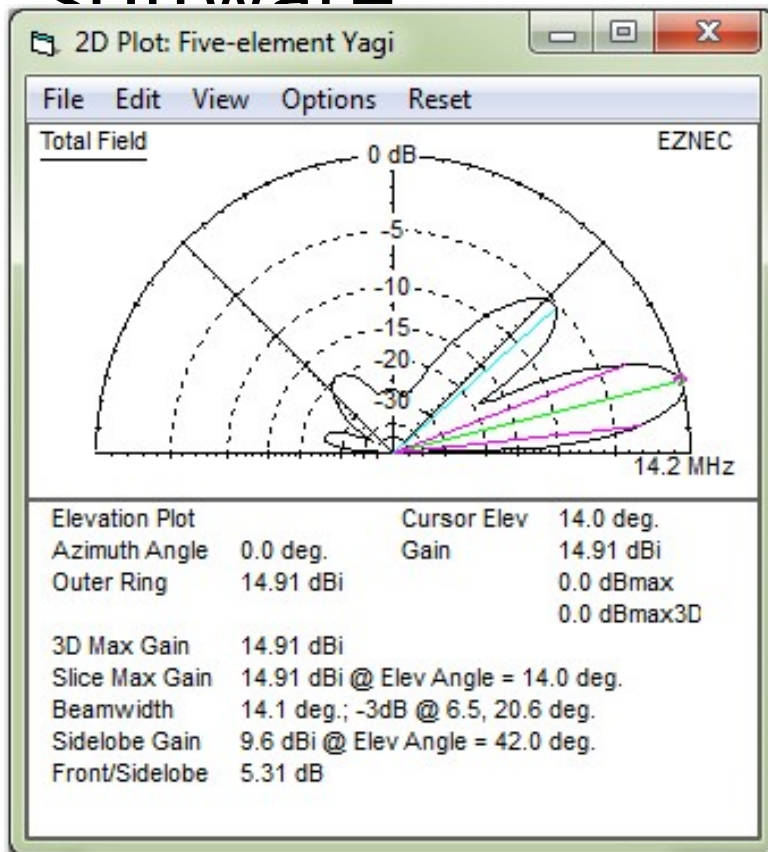 2D Plot: Five-element Yagi
File Edit View Options Reset
Total Field
0 dB
EZNEC
-5
-10
-15
-20
-30
14.2 MHz
Elevation Plot Cursor Elev 14.0 deg.
Azimuth Angle 0.0 deg. Gain 14.91 dBi
Outer Ring 14.91 dBi 0.0 dBmax
0.0 dBmax3D
3D Max Gain 14.91 dBi
Slice Max Gain 14.91 dBi @ Elev Angle = 14.0 deg.
Beamwidth 14.1 deg.; -3dB @ 6.5, 20.6 deg.
Sidelobe Gain 9.6 dBi @ Elev Angle = 42.0 deg.
Front/Sidelobe 5.31 dB